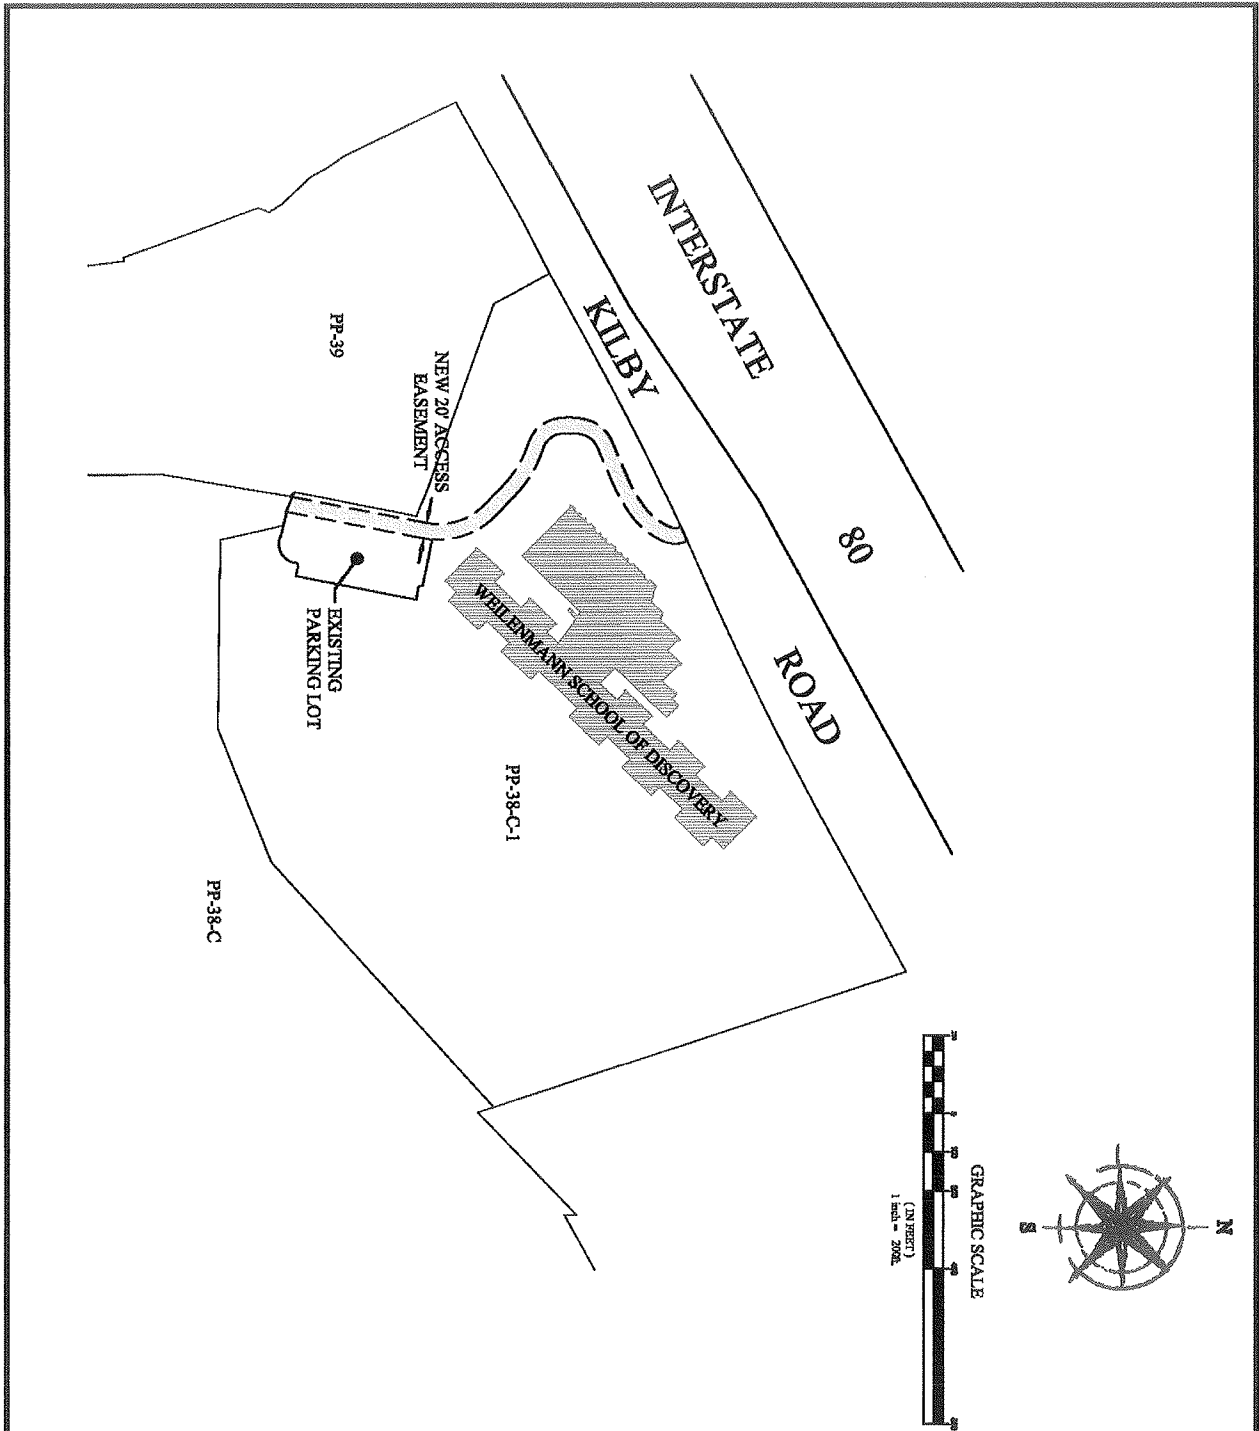 INTERSTATE
80
KILBY
ROAD
PP-39
NEW 20' ACCESS
EASEMENT
EXISTING
PARKING LOT
WEILENMANN SCHOOL OF DISCOVERY
PP-38-C-1
PP-38-C
N
S
GRAPHIC SCALE
( IN FEET )
1 inch = 200ft.